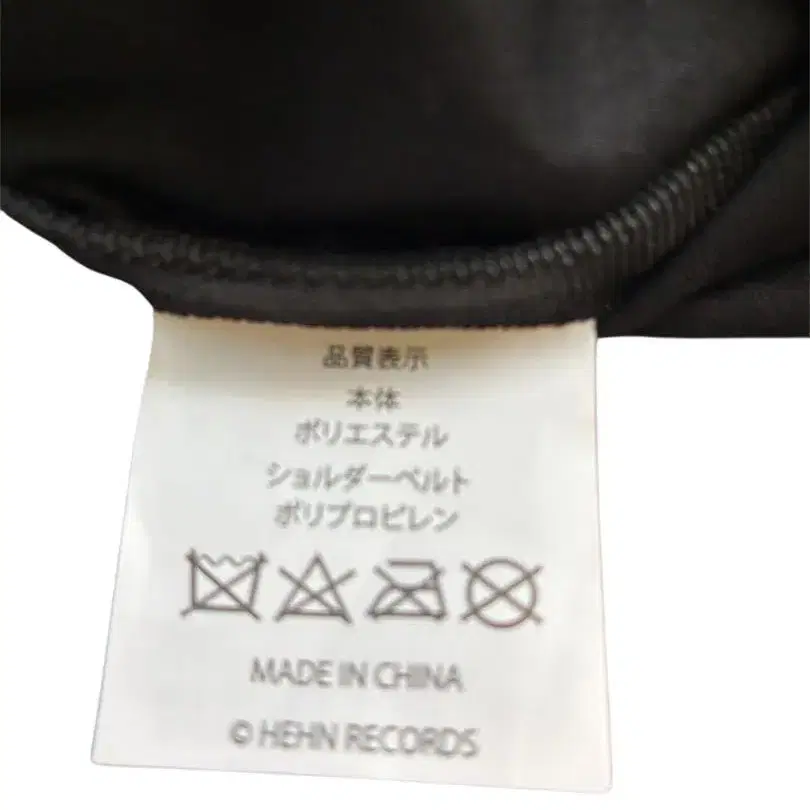 品質表示
本体
ポリエステル
ショルダーベルト
ポリプロピレン
MADE IN CHINA
© HEHN RECORDS